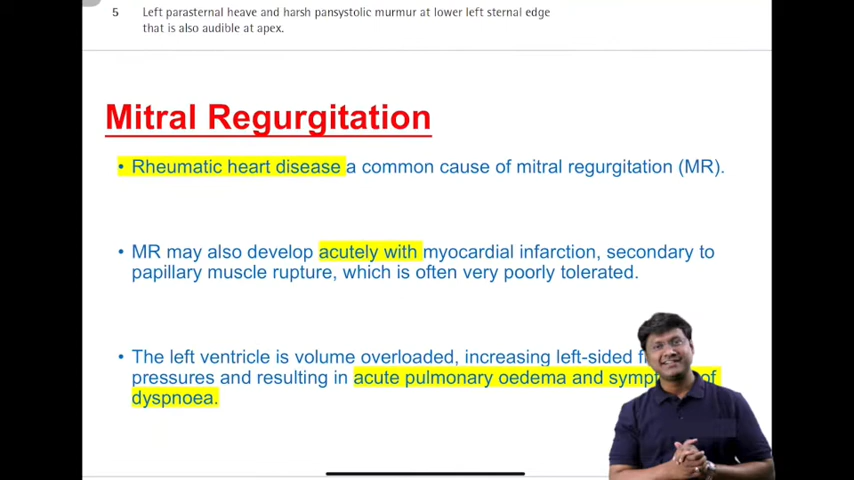 5 Left parasternal heave and harsh pansystolic murmur at lower left sternal edge
that is also audible at apex.
Mitral Regurgitation
• Rheumatic heart disease a common cause of mitral regurgitation (MR).
• MR may also develop acutely with myocardial infarction, secondary to
papillary muscle rupture, which is often very poorly tolerated.
• The left ventricle is volume overloaded, increasing left-sided
pressures and resulting in acute pulmonary oedema and of
dyspnoea.